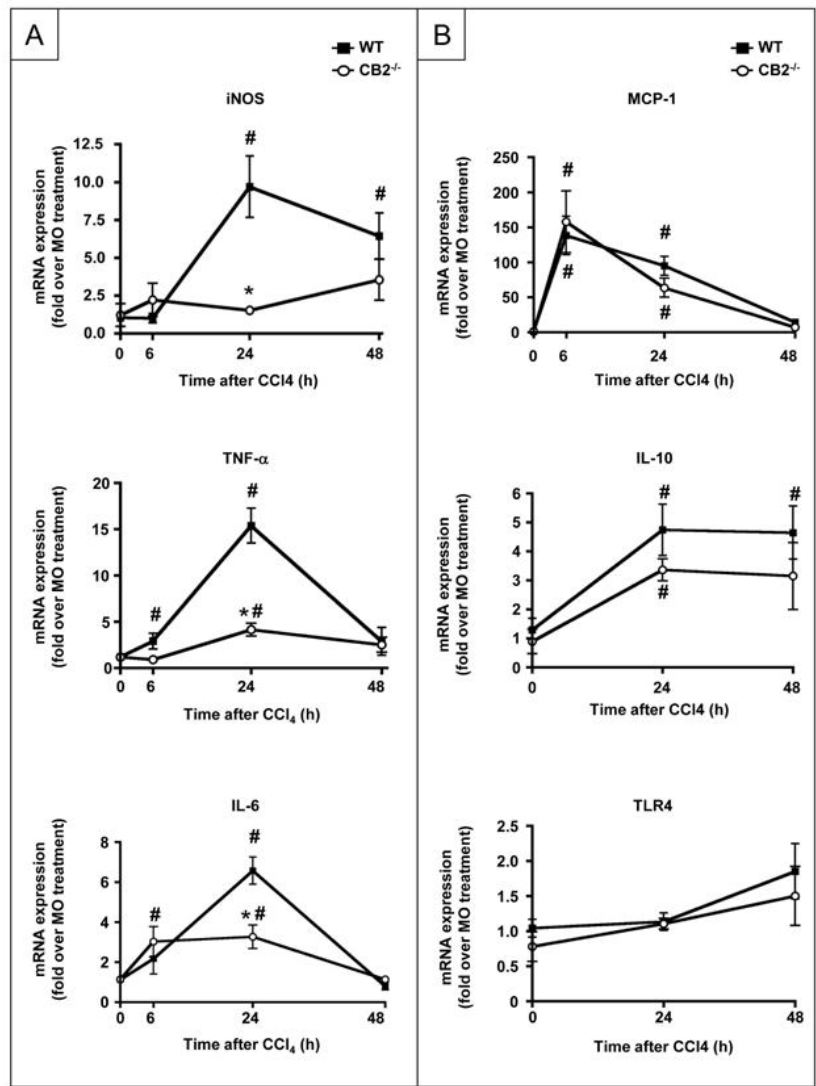 A
WT
CB2-/-
iNOS
mRNA expression
(fold over MO treatment)
12.5
10.0
7.5
5.0
2.5
0.0
#
#
*
0 6 24 48
Time after CCl4 (h)
TNF-α
mRNA expression
(fold over MO treatment)
20
15
10
5
0
#
#
*#
0 6 24 48
Time after CCl₄ (h)
IL-6
mRNA expression
(fold over MO treatment)
8
6
4
2
0
#
#
*#
0 6 24 48
Time after CCl₄ (h)
B
WT
CB2-/-
MCP-1
mRNA expression
(fold over MO treatment)
250
200
150
100
50
0
#
#
#
#
0 6 24 48
Time after CCl4 (h)
IL-10
mRNA expression
(fold over MO treatment)
6
5
4
3
2
1
0
#
#
#
0 24 48
Time after CCl4 (h)
TLR4
mRNA expression
(fold over MO treatment)
2.5
2.0
1.5
1.0
0.5
0
0 24 48
Time after CCl4 (h)